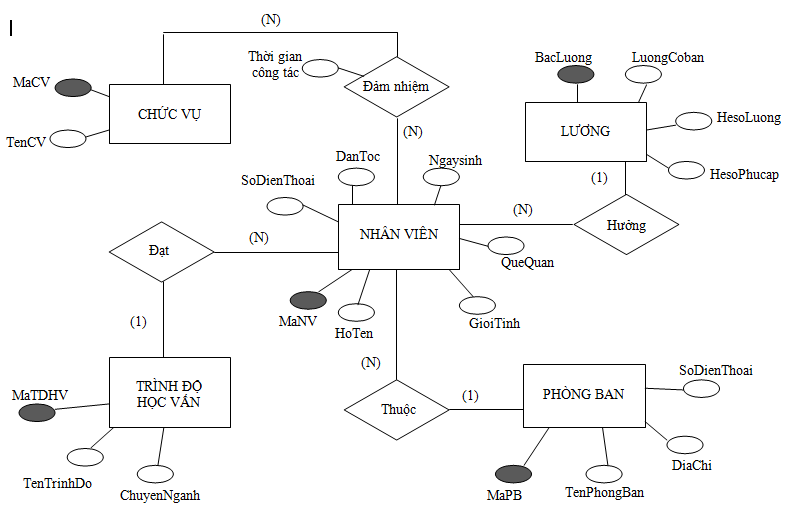 (N)
Thời gian
công tác
Đảm nhiệm
MaCV
CHỨC VỤ
TenCV
(N)
BacLuong
LuongCoban
LƯƠNG
HesoLuong
HesoPhucap
(1)
DanToc
Ngaysinh
SoDienThoai
NHÂN VIÊN
(N)
Hưởng
Đạt
(N)
QueQuan
MaNV
HoTen
GioiTinh
(1)
(N)
MaTDHV
TRÌNH ĐỘ
HỌC VẤN
TenTrinhDo
ChuyenNganh
Thuộc
(1)
PHÒNG BAN
SoDienThoai
DiaChi
MaPB
TenPhongBan